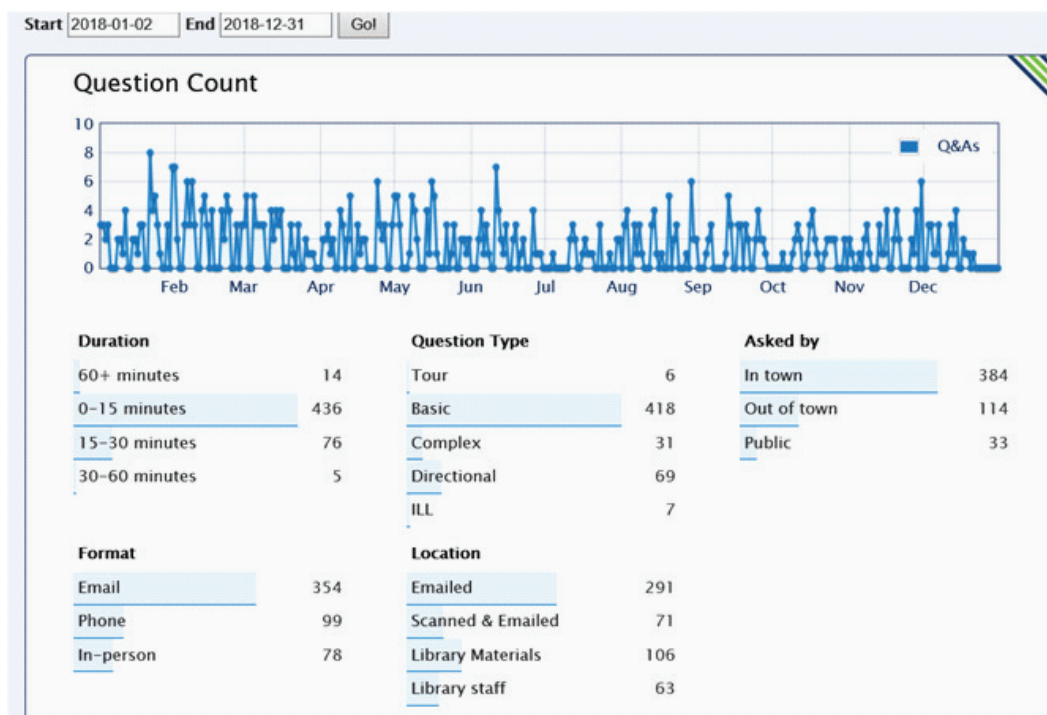 Start 2018-01-02 End 2018-12-31 Go!
Question Count
10
8
6
4
2
0
Q&As
Feb Mar Apr May Jun Jul Aug Sep Oct Nov Dec
Duration Question Type Asked by
60+ minutes 14 Tour 6 In town 384
0-15 minutes 436 Basic 418 Out of town 114
15-30 minutes 76 Complex 31 Public 33
30-60 minutes 5 Directional 69
ILL 7
Format Location
Email 354 Emailed 291
Phone 99 Scanned & Emailed 71
In-person 78 Library Materials 106
Library staff 63